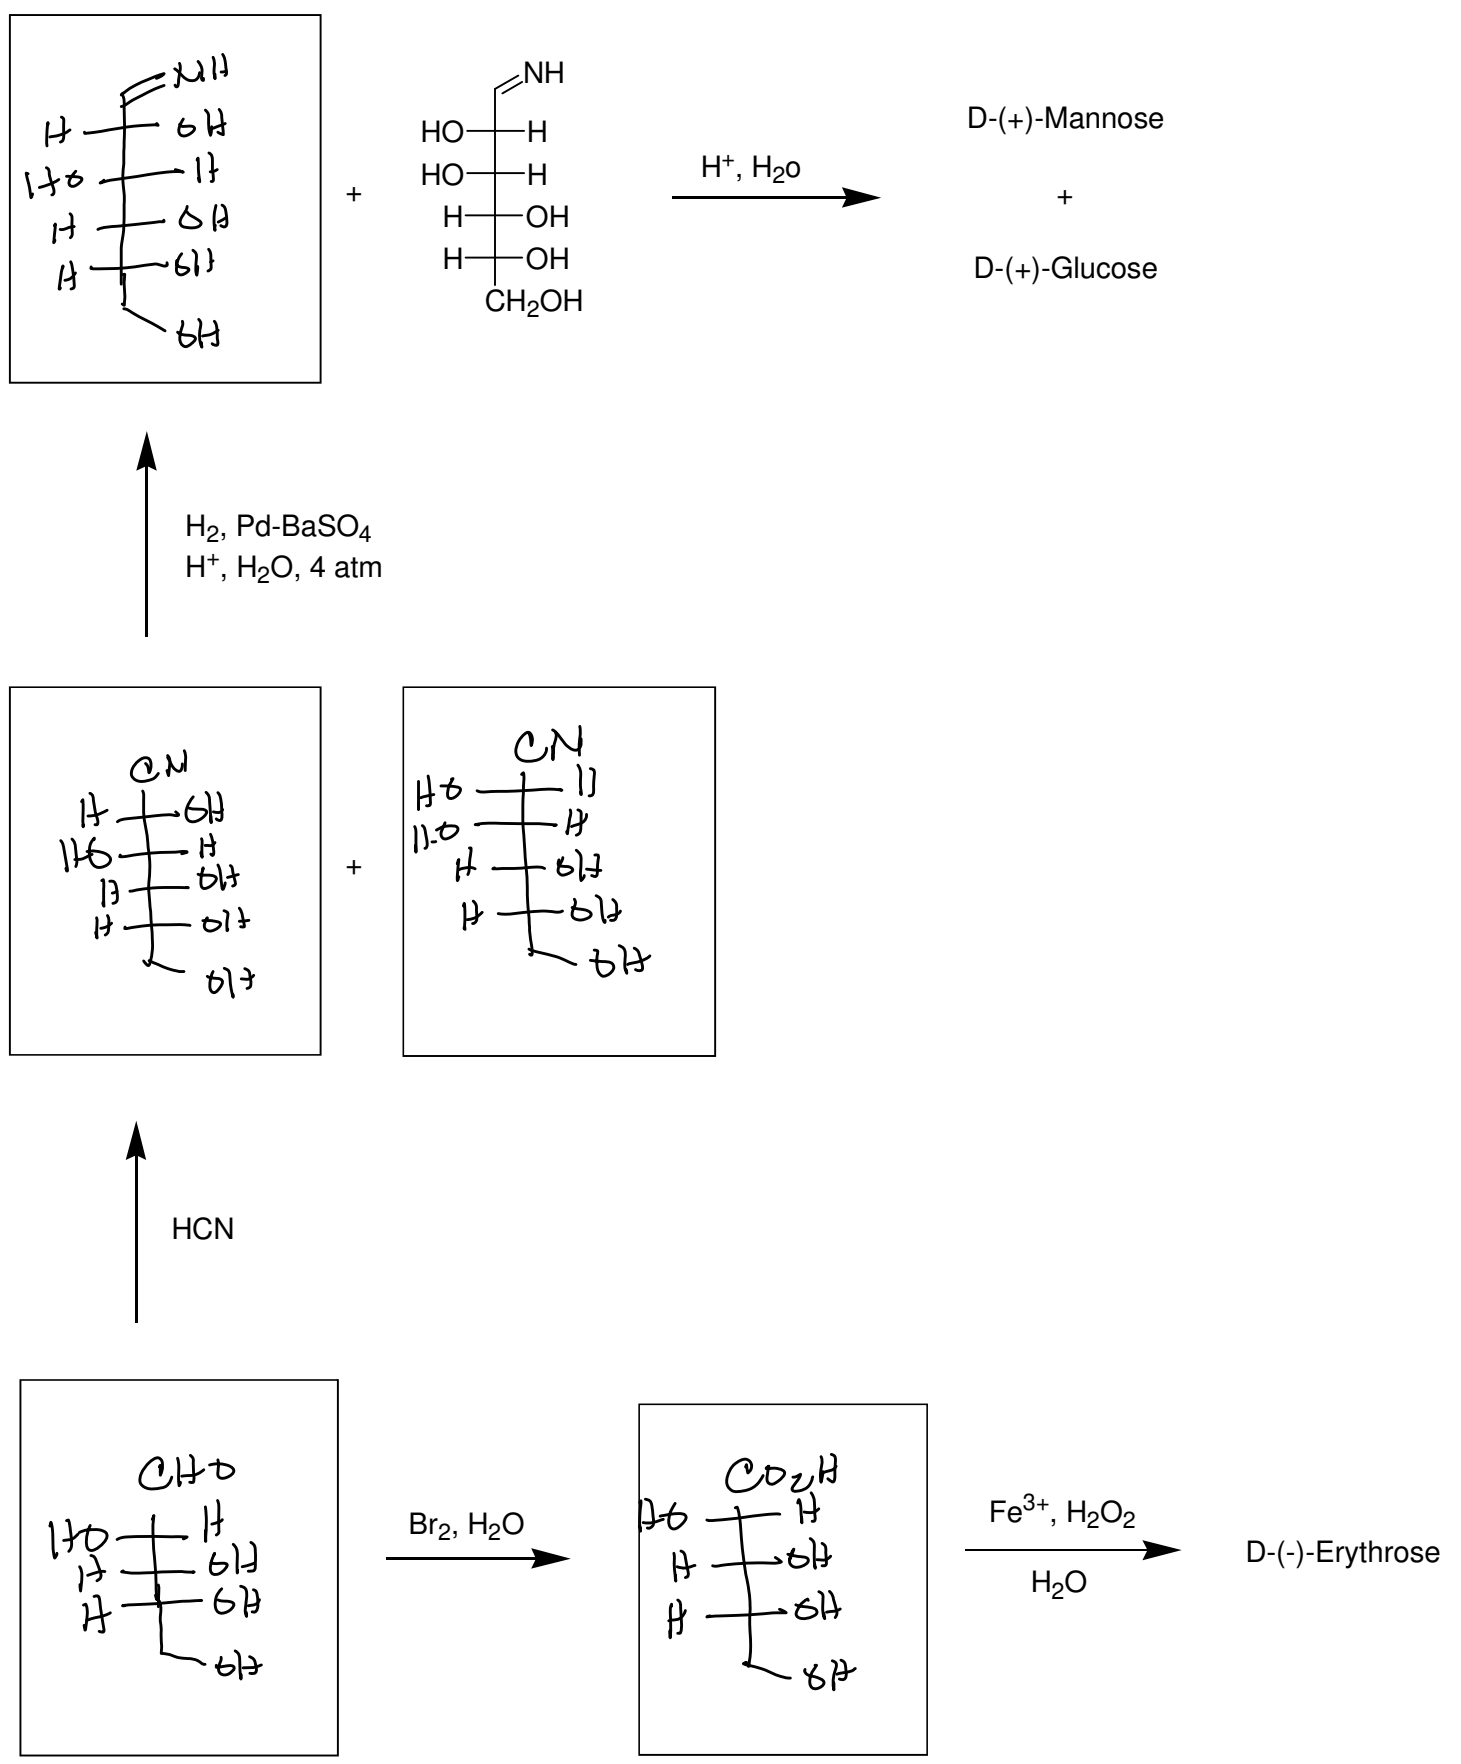 NH
H OH
HO H
H OH
H OH
OH
+
NH
HO H
HO H
H OH
H OH
CH2OH
H+, H2o
D-(+)-Mannose
+
D-(+)-Glucose
H2, Pd-BaSO4
H+, H2O, 4 atm
CN
H OH
HO H
H OH
H OH
OH
+
CN
HO H
HO H
H OH
H OH
OH
HCN
CHO
HO H
H OH
H OH
OH
Br2, H2O
CO2H
HO H
H OH
H OH
OH
Fe3+, H2O2
H2O
D-(-)-Erythrose